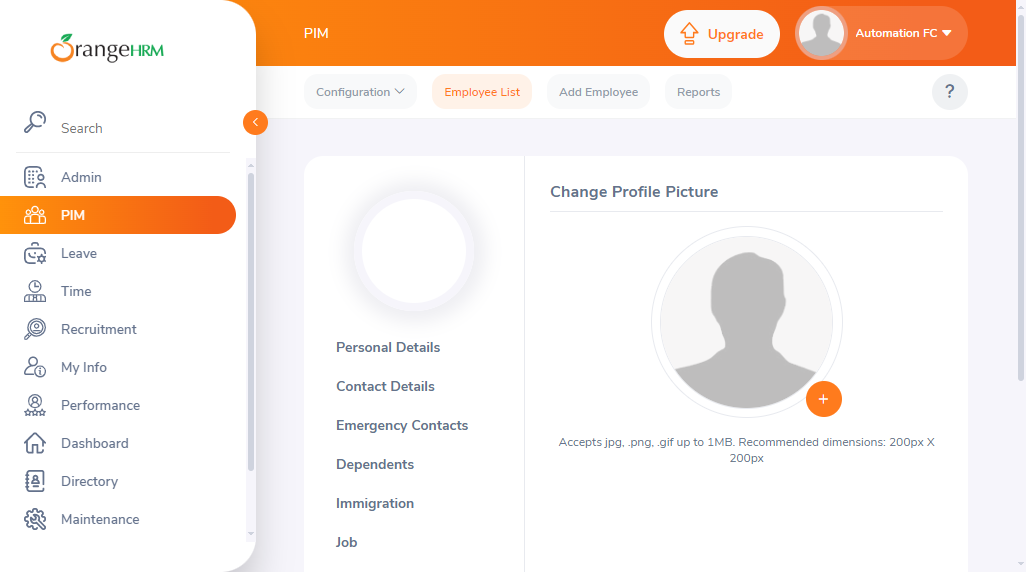 OrangeHRM
Search
Admin
PIM
Leave
Time
Recruitment
My Info
Performance
Dashboard
Directory
Maintenance
PIM
Upgrade
Automation FC
Configuration
Employee List
Add Employee
Reports
?
Personal Details
Contact Details
Emergency Contacts
Dependents
Immigration
Job
Change Profile Picture
+
Accepts jpg, .png, .gif up to 1MB. Recommended dimensions: 200px X
200px